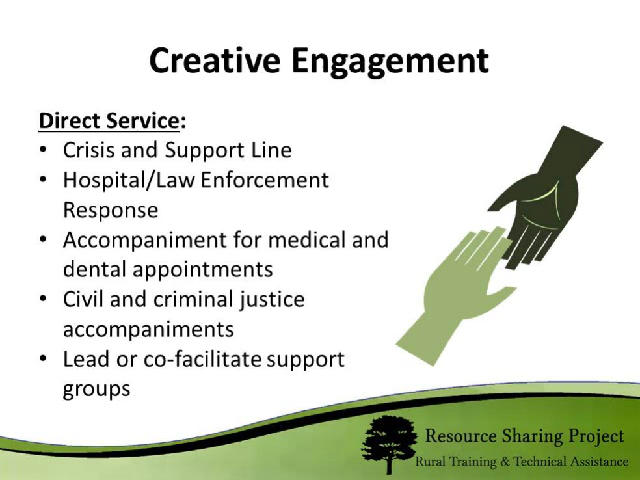 Creative Engagement
Direct Service:
• Crisis and Support Line
• Hospital/Law Enforcement
Response
• Accompaniment for medical and
dental appointments
• Civil and criminal justice
accompaniments
• Lead or co-facilitate support
groups
Resource Sharing Project
Rural Training & Technical Assistance